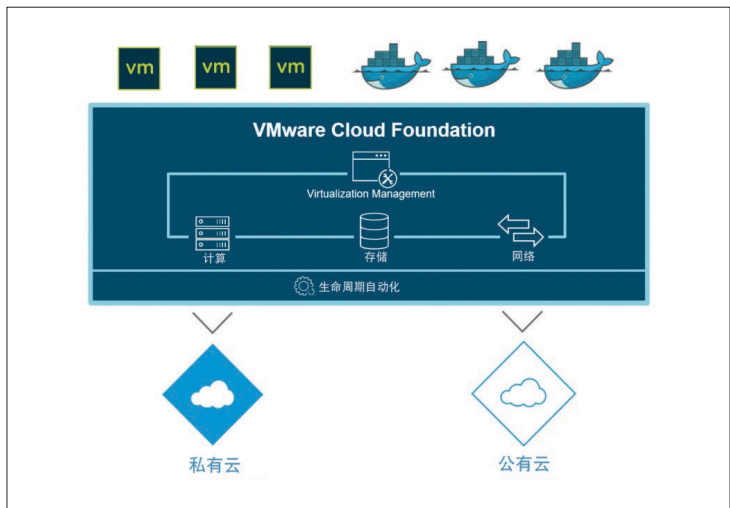 vm
vm
vm
VMware Cloud Foundation
Virtualization Management
计算
存储
网络
生命周期自动化
私有云
公有云